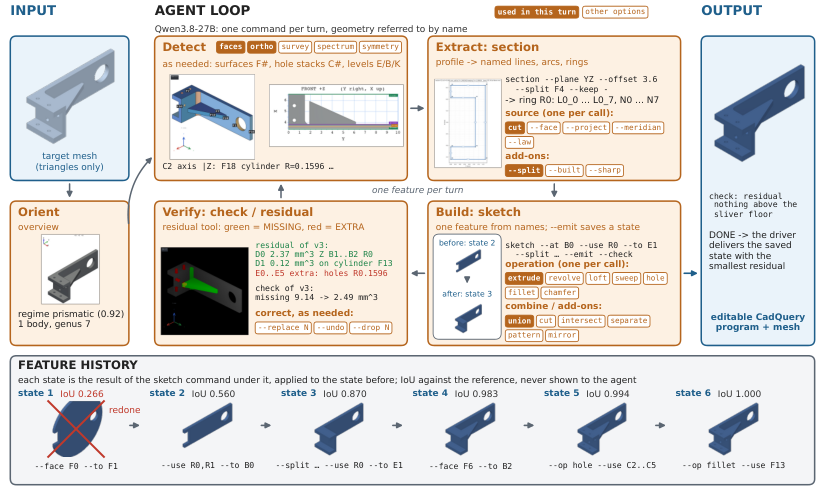 INPUT
AGENT LOOP
used in this turn
other options
OUTPUT
Qwen3.8-27B: one command per turn, geometry referred to by name
target mesh
(triangles only)
Detect
faces
ortho
survey
spectrum
symmetry
as needed: surfaces F#, hole stacks C#, levels E/B/K
FRONT +X (Y right, X up)
C2 axis |Z: F18 cylinder R=0.1596 …
Extract: section
profile -> named lines, arcs, rings
section --plane YZ --offset 3.6
--split F4 --keep -
-> ring R0: L0_0 … L0_7, N0 … N7
source (one per call):
cut
--face
--project
--meridian
--law
add-ons:
--split
--built
--sharp
one feature per turn
Orient
overview
regime prismatic (0.92)
1 body, genus 7
Verify: check / residual
residual tool: green = MISSING, red = EXTRA
residual of v3:
D0 2.37 mm^3 Z B1..B2 R0
D1 0.12 mm^3 on cylinder F13
E0..E5 extra: holes R0.1596
check of v3:
missing 9.14 -> 2.49 mm^3
correct, as needed:
--replace N
--undo
--drop N
Build: sketch
one feature from names; --emit saves a state
before: state 2
after: state 3
sketch --at B0 --use R0 --to E1
--split … --emit --check
operation (one per call):
extrude
revolve
loft
sweep
hole
fillet
chamfer
combine / add-ons:
union
cut
intersect
separate
pattern
mirror
check: residual
nothing above the
sliver floor
DONE -> the driver
delivers the saved
state with the
smallest residual
editable CadQuery
program + mesh
FEATURE HISTORY
each state is the result of the sketch command under it, applied to the state before; IoU against the reference, never shown to the agent
state 1 IoU 0.266
redone
--face F0 --to F1
state 2 IoU 0.560
--use R0,R1 --to B0
state 3 IoU 0.870
--split … --use R0 --to E1
state 4 IoU 0.983
--face F6 --to B2
state 5 IoU 0.994
--op hole --use C2..C5
state 6 IoU 1.000
--op fillet --use F13